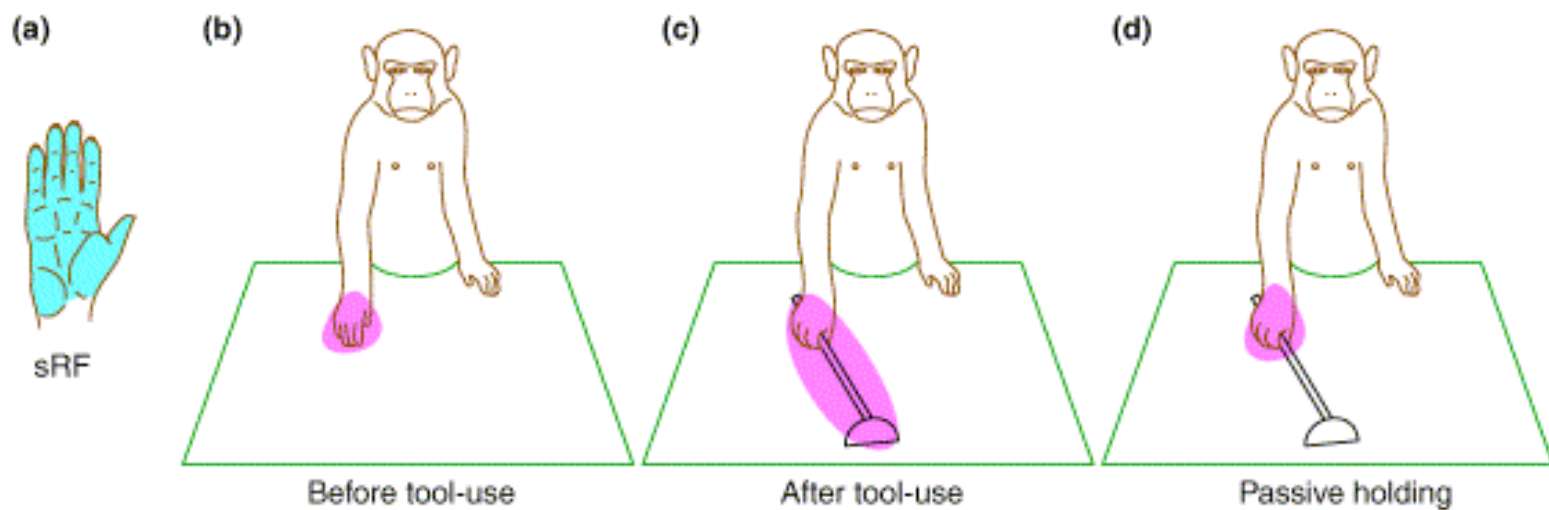 (a)
(b)
(c)
(d)
sRF
Before tool-use
After tool-use
Passive holding